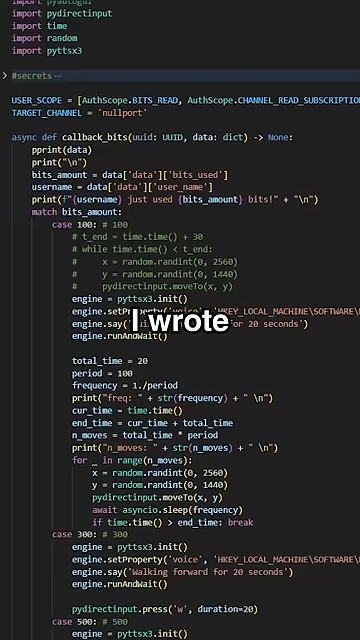 import pyautogui
import pydirectinput
import time
import random
import pyttsx3
#secrets ···
USER_SCOPE = [AuthScope.BITS_READ, AuthScope.CHANNEL_READ_SUBSCRIPTIO
TARGET_CHANNEL = 'nullport'
async def callback_bits(uuid: UUID, data: dict) -> None:
pprint(data)
print("\n")
bits_amount = data['data']['bits_used']
username = data['data']['user_name']
print(f"{username} just used {bits_amount} bits!" + "\n")
match bits_amount:
case 100: # 100
# t_end = time.time() + 30
# while time.time() < t_end:
#     x = random.randint(0, 2560)
#     y = random.randint(0, 1440)
#     pydirectinput.moveTo(x, y)
engine = pyttsx3.init()
engine.setProperty('voice', 'HKEY_LOCAL_MACHINE\SOFTWARE\M
engine.say( for 20 seconds')
engine.runAndWait()
I wrote
total_time = 20
period = 100
frequency = 1./period
print("freq: " + str(frequency) + " \n")
cur_time = time.time()
end_time = cur_time + total_time
n_moves = total_time * period
print("n_moves: " + str(n_moves) + " \n")
for _ in range(n_moves):
x = random.randint(0, 2560)
y = random.randint(0, 1440)
pydirectinput.moveTo(x, y)
await asyncio.sleep(frequency)
if time.time() > end_time: break
case 300: # 300
engine = pyttsx3.init()
engine.setProperty('voice', 'HKEY_LOCAL_MACHINE\SOFTWARE\M
engine.say('Walking forward for 20 seconds')
engine.runAndWait()
pydirectinput.press('w', duration=20)
case 500: # 500
engine = pyttsx3.init()